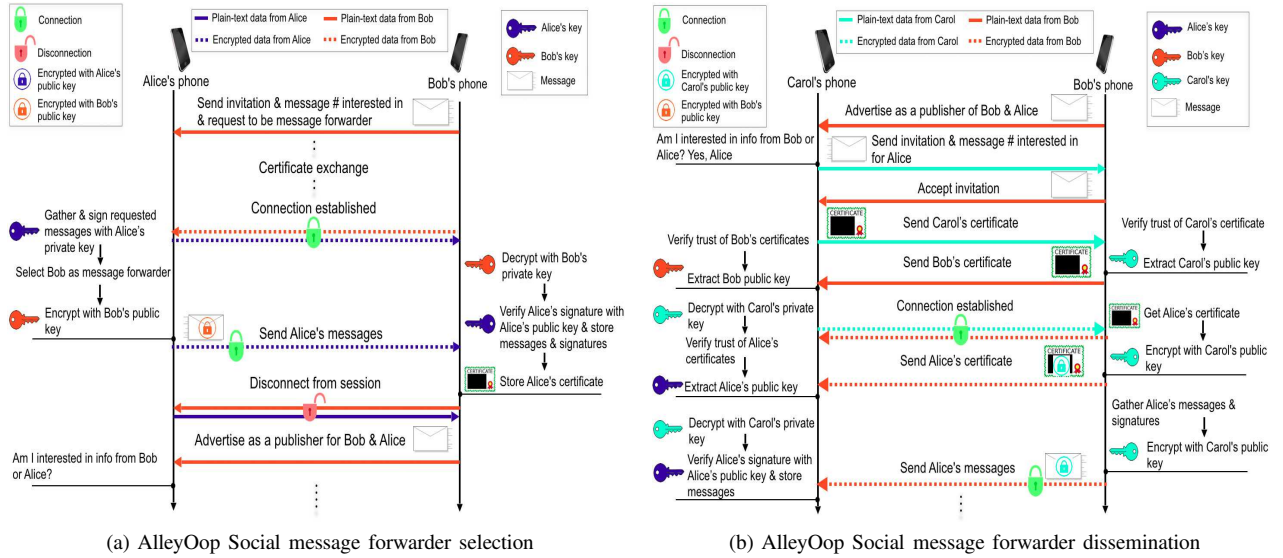 Connection
Disconnection
Encrypted with Alice's
public key
Encrypted with Bob's
public key
Plain-text data from Alice
Plain-text data from Bob
Encrypted data from Alice
Encrypted data from Bob
Alice's key
Bob's key
Message
Alice's phone
Bob's phone
Send invitation & message # interested in
& request to be message forwarder
Certificate exchange
Connection established
Gather & sign requested
messages with Alice's
private key
Select Bob as message forwarder
Encrypt with Bob's public
key
Decrypt with Bob's
private key
Verify Alice's signature with
Alice's public key & store
messages & signatures
Send Alice's messages
CERTIFICATE
Store Alice's certificate
Disconnect from session
Advertise as a publisher for Bob & Alice
Am I interested in info from Bob
or Alice?
(a) AlleyOop Social message forwarder selection
Connection
Disconnection
Encrypted with
Carol's public key
Encrypted with Bob's
public key
Plain-text data from Carol
Plain-text data from Bob
Encrypted data from Carol
Encrypted data from Bob
Alice's key
Bob's key
Carol's key
Message
Carol's phone
Bob's phone
Advertise as a publisher of Bob & Alice
Am I interested in info from Bob or
Alice? Yes, Alice
Send invitation & message # interested in
for Alice
Accept invitation
CERTIFICATE
Send Carol's certificate
Verify trust of Carol's certificate
Extract Carol's public key
Verify trust of Bob's certificates
Extract Bob public key
Send Bob's certificate
CERTIFICATE
Connection established
Decrypt with Carol's private
key
Verify trust of Alice's
certificates
Extract Alice's public key
CERTIFICATE
Get Alice's certificate
Encrypt with Carol's public
key
Send Alice's certificate
CERTIFICATE
Gather Alice's messages &
signatures
Encrypt with Carol's public
key
Decrypt with Carol's private
key
Verify Alice's signature with
Alice's public key & store
messages
Send Alice's messages
(b) AlleyOop Social message forwarder dissemination